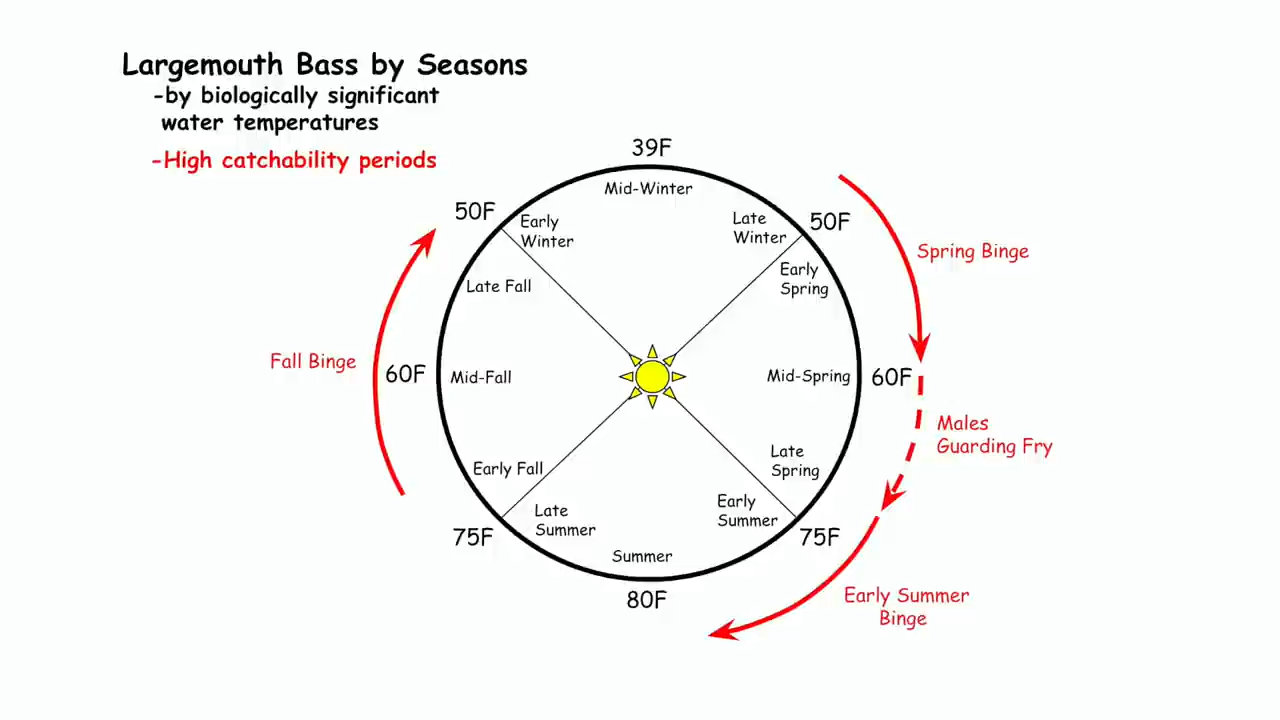 Largemouth Bass by Seasons
-by biologically significant
water temperatures
-High catchability periods
39F
Mid-Winter
50F
Early
Winter
Late
Winter
50F
Early
Spring
Spring Binge
Late Fall
Fall Binge
60F
Mid-Fall
Mid-Spring
60F
Males
Guarding Fry
Early Fall
Late
Spring
Late
Summer
Early
Summer
75F
75F
Summer
80F
Early Summer
Binge